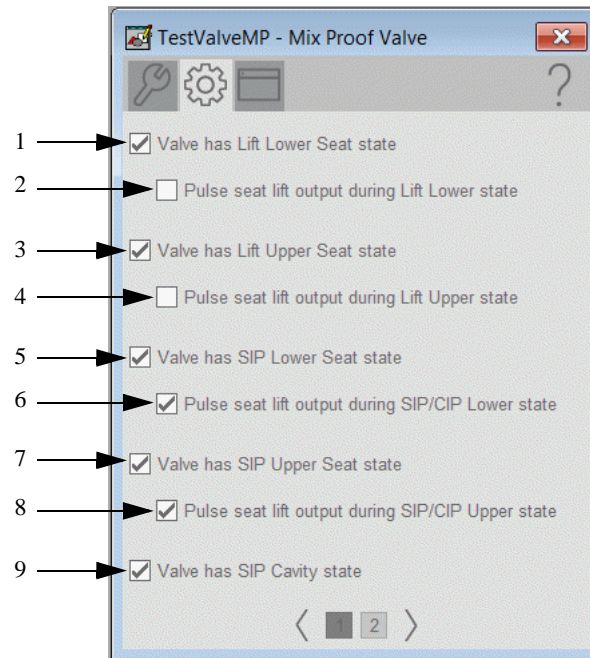 TestValveMP - Mix Proof Valve
?
1 Valve has Lift Lower Seat state
2 Pulse seat lift output during Lift Lower state
3 Valve has Lift Upper Seat state
4 Pulse seat lift output during Lift Upper state
5 Valve has SIP Lower Seat state
6 Pulse seat lift output during SIP/CIP Lower state
7 Valve has SIP Upper Seat state
8 Pulse seat lift output during SIP/CIP Upper state
9 Valve has SIP Cavity state
1 2